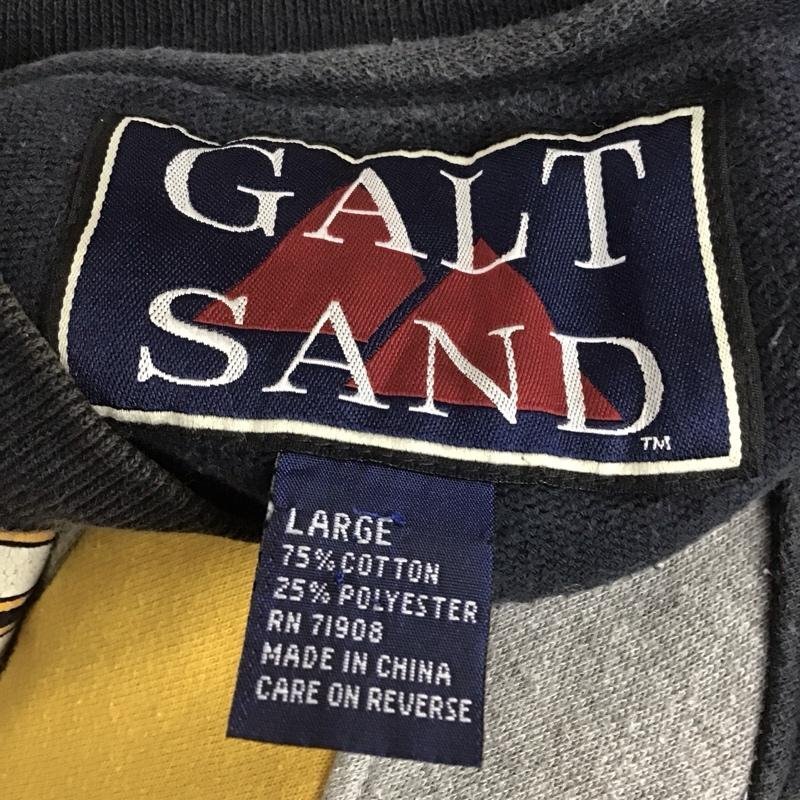 GALT
SAND
TM
LARGE
75% COTTON
25% POLYESTER
RN 71908
MADE IN CHINA
CARE ON REVERSE